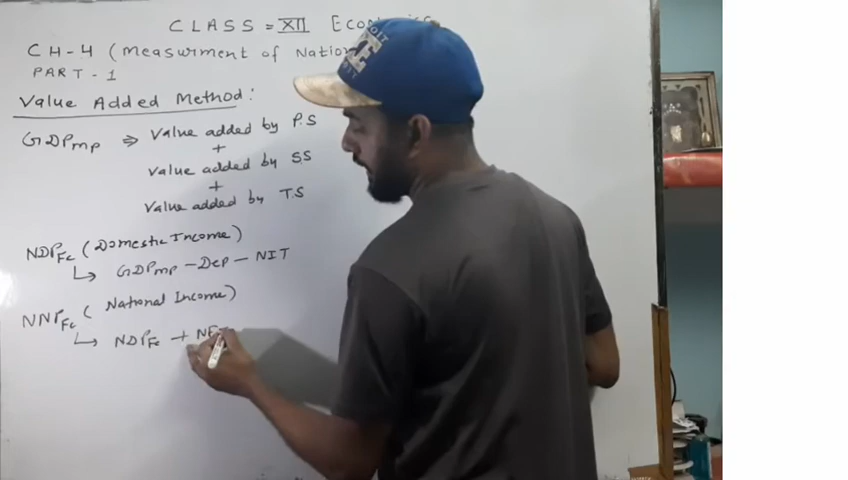 CLASS = XII Econ
CH-4 (Measurment of Natio
PART-1
Value Added Method:
GDPmp ⇒ Value added by P.S
+
Value added by S.S
+
Value added by T.S
NDPFc (Domestic Income)
↳ GDPmp - Dep - NIT
NNPFc (National Income)
↳ NDPFc + NF